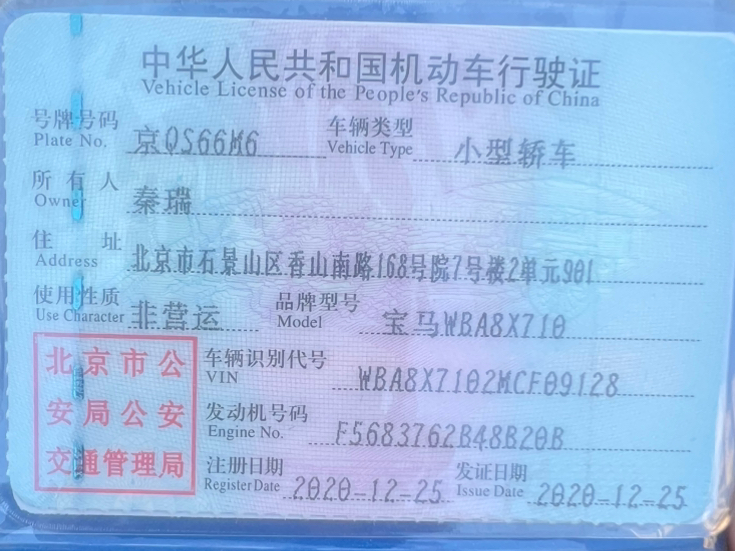 中华人民共和国机动车行驶证
Vehicle License of the People's Republic of China
号牌号码 京QS66M6 车辆类型 小型轿车
Plate No. Vehicle Type
所有人 秦瑞
Owner
住址 北京市石景山区香山南路168号院7号楼2单元901
Address
使用性质 非营运 品牌型号 宝马WBA8X710
Use Character Model
北京市公安局公安交通管理局
车辆识别代号 WBA8X7102MCF09128
VIN
发动机号码 F5683762B48B20B
Engine No.
注册日期 2020-12-25 发证日期 2020-12-25
Register Date Issue Date